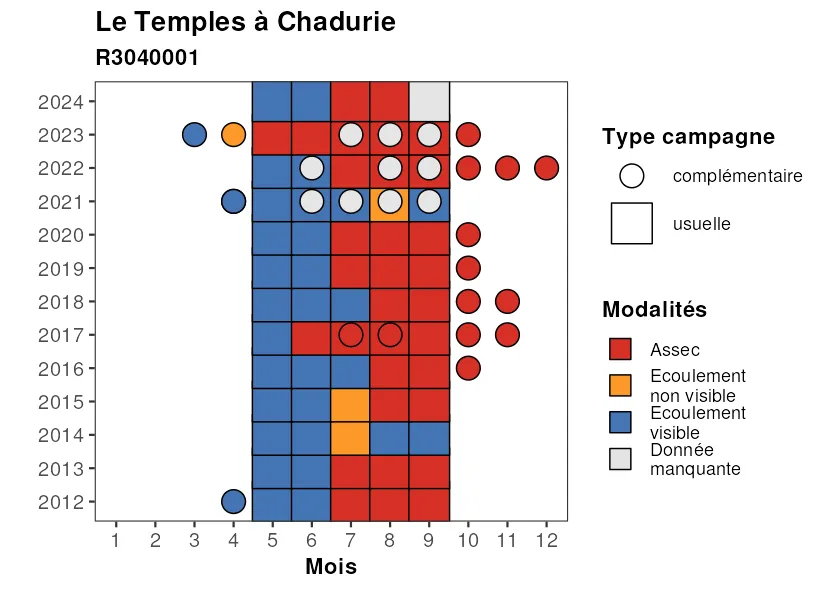 Le Temples à Chadurie
R3040001
2024
2023
2022
2021
2020
2019
2018
2017
2016
2015
2014
2013
2012
1 2 3 4 5 6 7 8 9 10 11 12
Mois
Type campagne
complémentaire
usuelle
Modalités
Assec
Ecoulement
non visible
Ecoulement
visible
Donnée
manquante